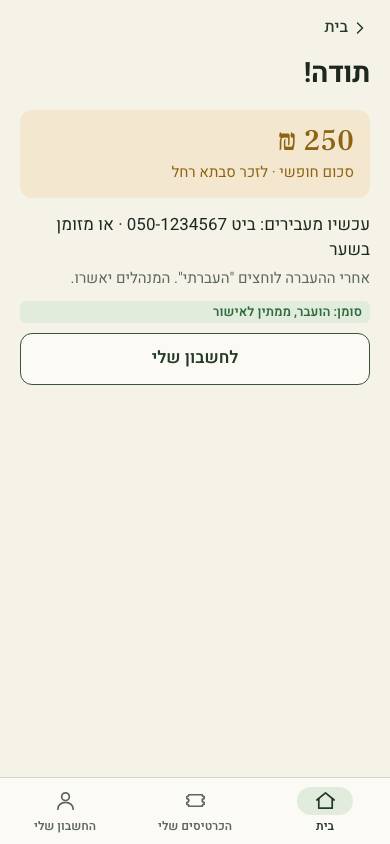 בית
תודה!
250 ₪
סכום חופשי · לזכר סבתא רחל
עכשיו מעבירים: ביט 050-1234567 · או מזומן
בשער
אחרי ההעברה לוחצים "העברתי". המנהלים יאשרו.
סומן: הועבר, ממתין לאישור
לחשבון שלי
בית
הכרטיסים שלי
החשבון שלי